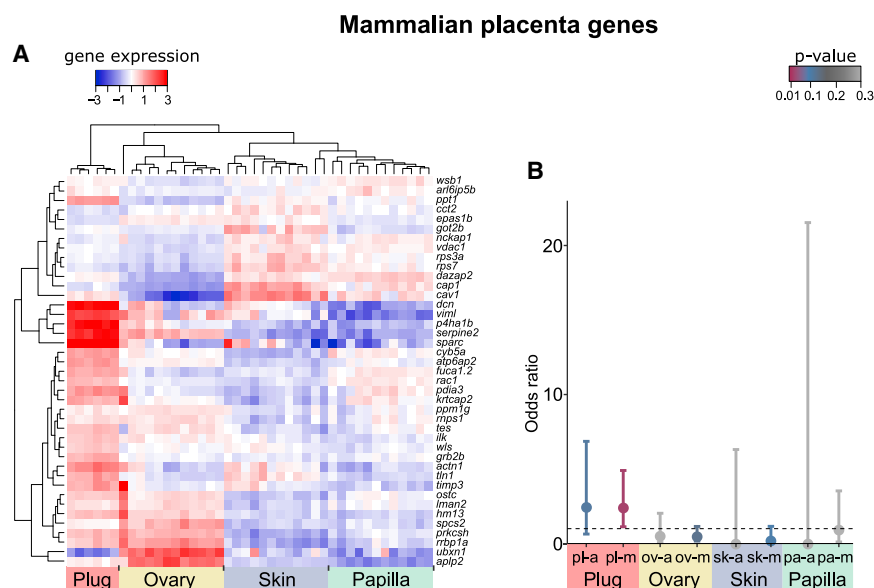 Mammalian placenta genes
A
gene expression
−3 −1 1 3
p-value
0.01 0.1 0.2 0.3
B
wsb1
arl6ip5b
ppt1
cct2
epas1b
got2b
nckap1
vdac1
rps3a
rps7
dazap2
cap1
cav1
dcn
viml
p4ha1b
serpine2
sparc
cyb5a
atp6ap2
fuca1.2
rac1
pdia3
krtcap2
ppm1g
rnps1
tes
ilk
wls
grb2b
actn1
tln1
timp3
ostc
lman2
hm13
spcs2
prkcsh
rrbp1a
ubxn1
aplp2
Plug Ovary Skin Papilla
Odds ratio
20
10
0
pl-a pl-m ov-a ov-m sk-a sk-m pa-a pa-m
Plug Ovary Skin Papilla